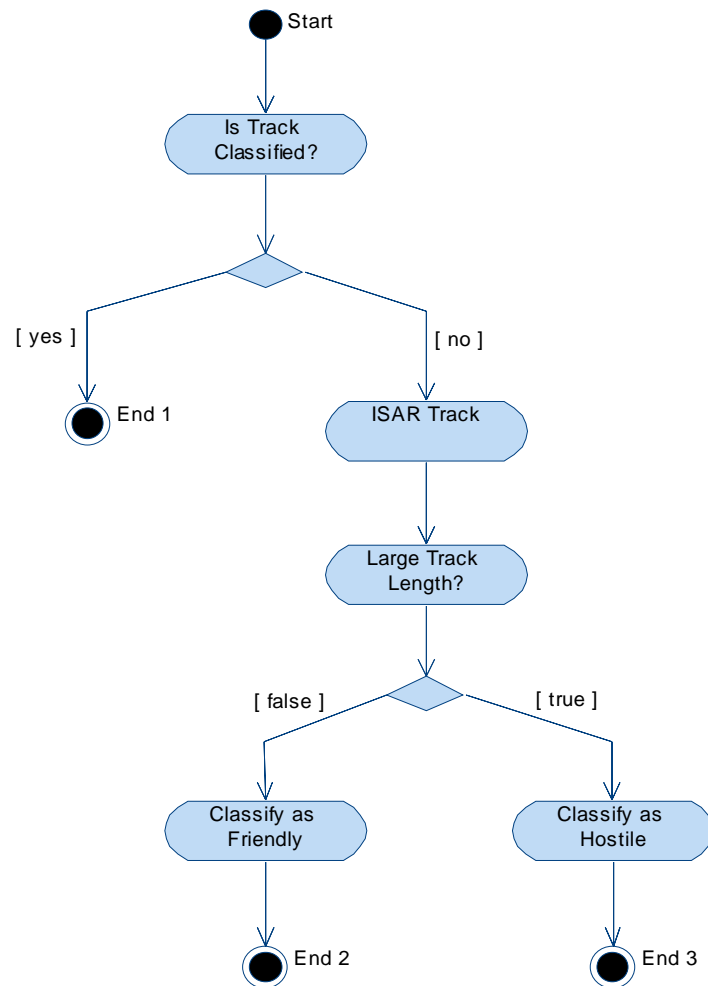 Start
Is Track
Classified?
[ yes ]
[ no ]
End 1
ISAR Track
Large Track
Length?
[ false ]
[ true ]
Classify as
Friendly
Classify as
Hostile
End 2
End 3